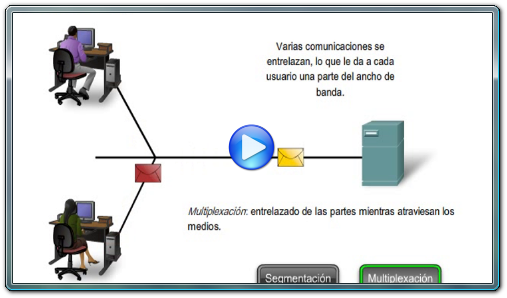 Varias comunicaciones se
entrelazan, lo que le da a cada
usuario una parte del ancho de
banda.
Multiplexación: entrelazado de las partes mientras atraviesan los
medios.
Segmentación
Multiplexación